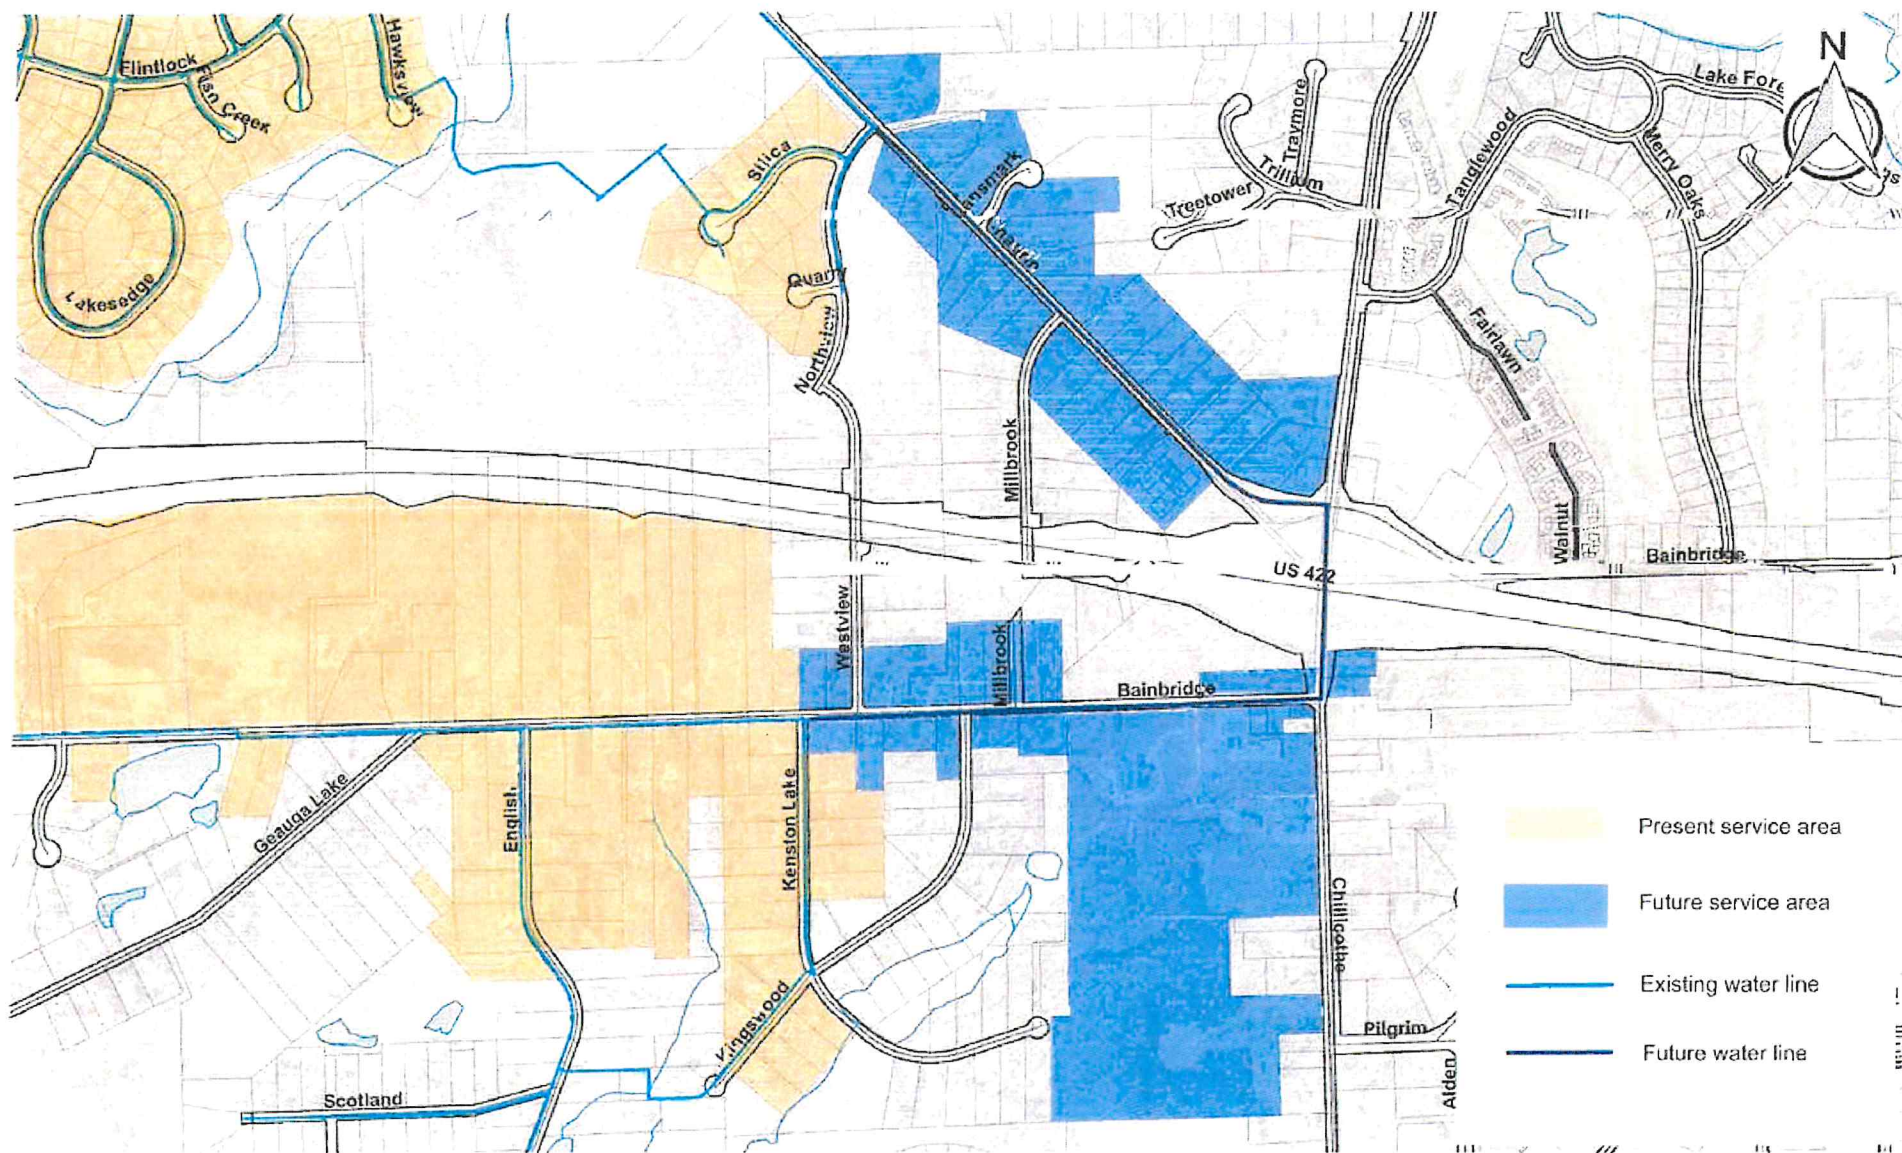 Hawksview
Flintlock
Creek
N
Lake Fore
Traymore
Tanglewood
Merry Oaks
Silica
Trillium
Treetower
Lakesedge
Quarry
Northview
Fairlawn
Millbrook
Walnut
Bainbridge
US 422
Westview
Millbrook
Bainbridge
Geauga Lake
English
Kenston Lake
Present service area
Chillicothe
Future service area
Existing water line
Kingswood
Pilgrim
Future water line
Alden
Scotland